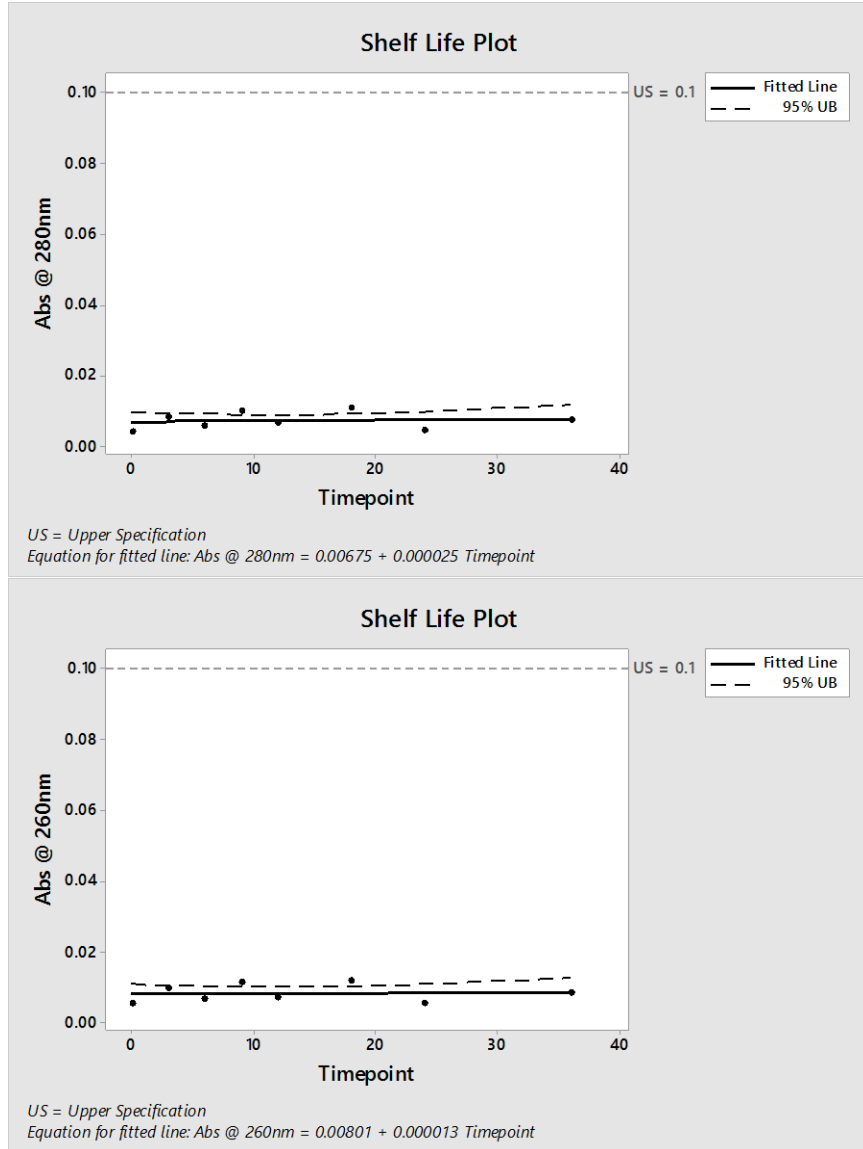 Shelf Life Plot
0.10
0.08
0.06
0.04
0.02
0.00
Abs @ 280nm
US = 0.1
Fitted Line
95% UB
0 10 20 30 40
Timepoint
US = Upper Specification
Equation for fitted line: Abs @ 280nm = 0.00675 + 0.000025 Timepoint
Shelf Life Plot
0.10
0.08
0.06
0.04
0.02
0.00
Abs @ 260nm
US = 0.1
Fitted Line
95% UB
0 10 20 30 40
Timepoint
US = Upper Specification
Equation for fitted line: Abs @ 260nm = 0.00801 + 0.000013 Timepoint